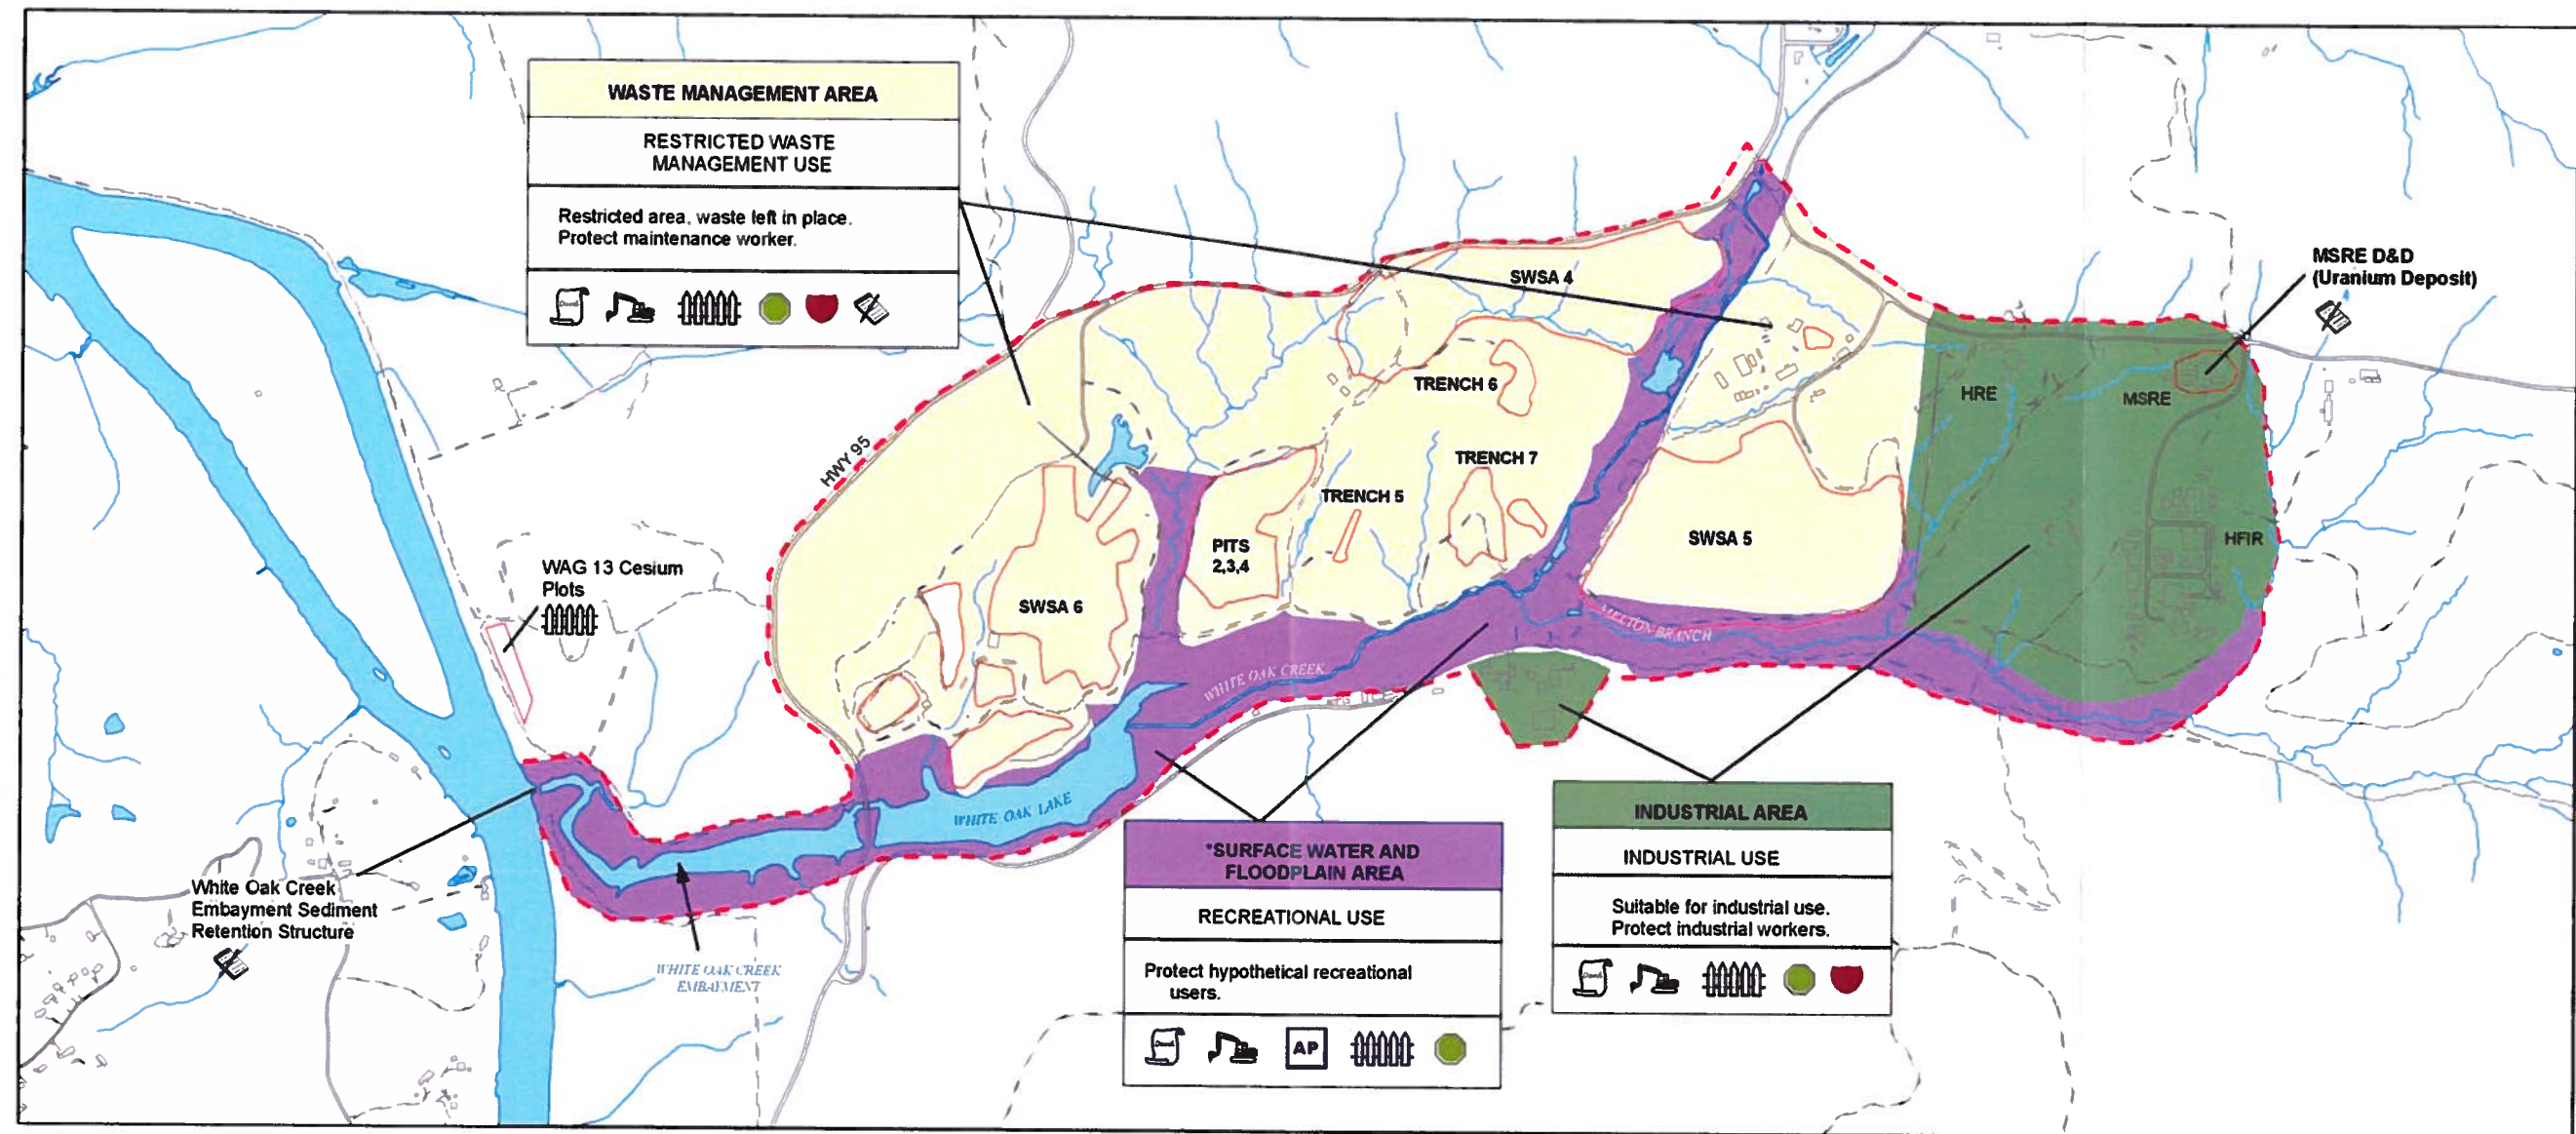 WASTE MANAGEMENT AREA
RESTRICTED WASTE
MANAGEMENT USE
Restricted area, waste left in place.
Protect maintenance worker.
Deed
MSRE D&D
(Uranium Deposit)
SWSA 4
TRENCH 6
HRE
MSRE
HWY 95
TRENCH 7
TRENCH 5
PITS
2,3,4
SWSA 5
HFIR
WAG 13 Cesium
Plots
SWSA 6
MELTON BRANCH
WHITE OAK CREEK
WHITE OAK LAKE
White Oak Creek
Embayment Sediment
Retention Structure
WHITE OAK CREEK
EMBAYMENT
*SURFACE WATER AND
FLOODPLAIN AREA
RECREATIONAL USE
Protect hypothetical recreational
users.
Deed
AP
INDUSTRIAL AREA
INDUSTRIAL USE
Suitable for industrial use.
Protect industrial workers.
Deed